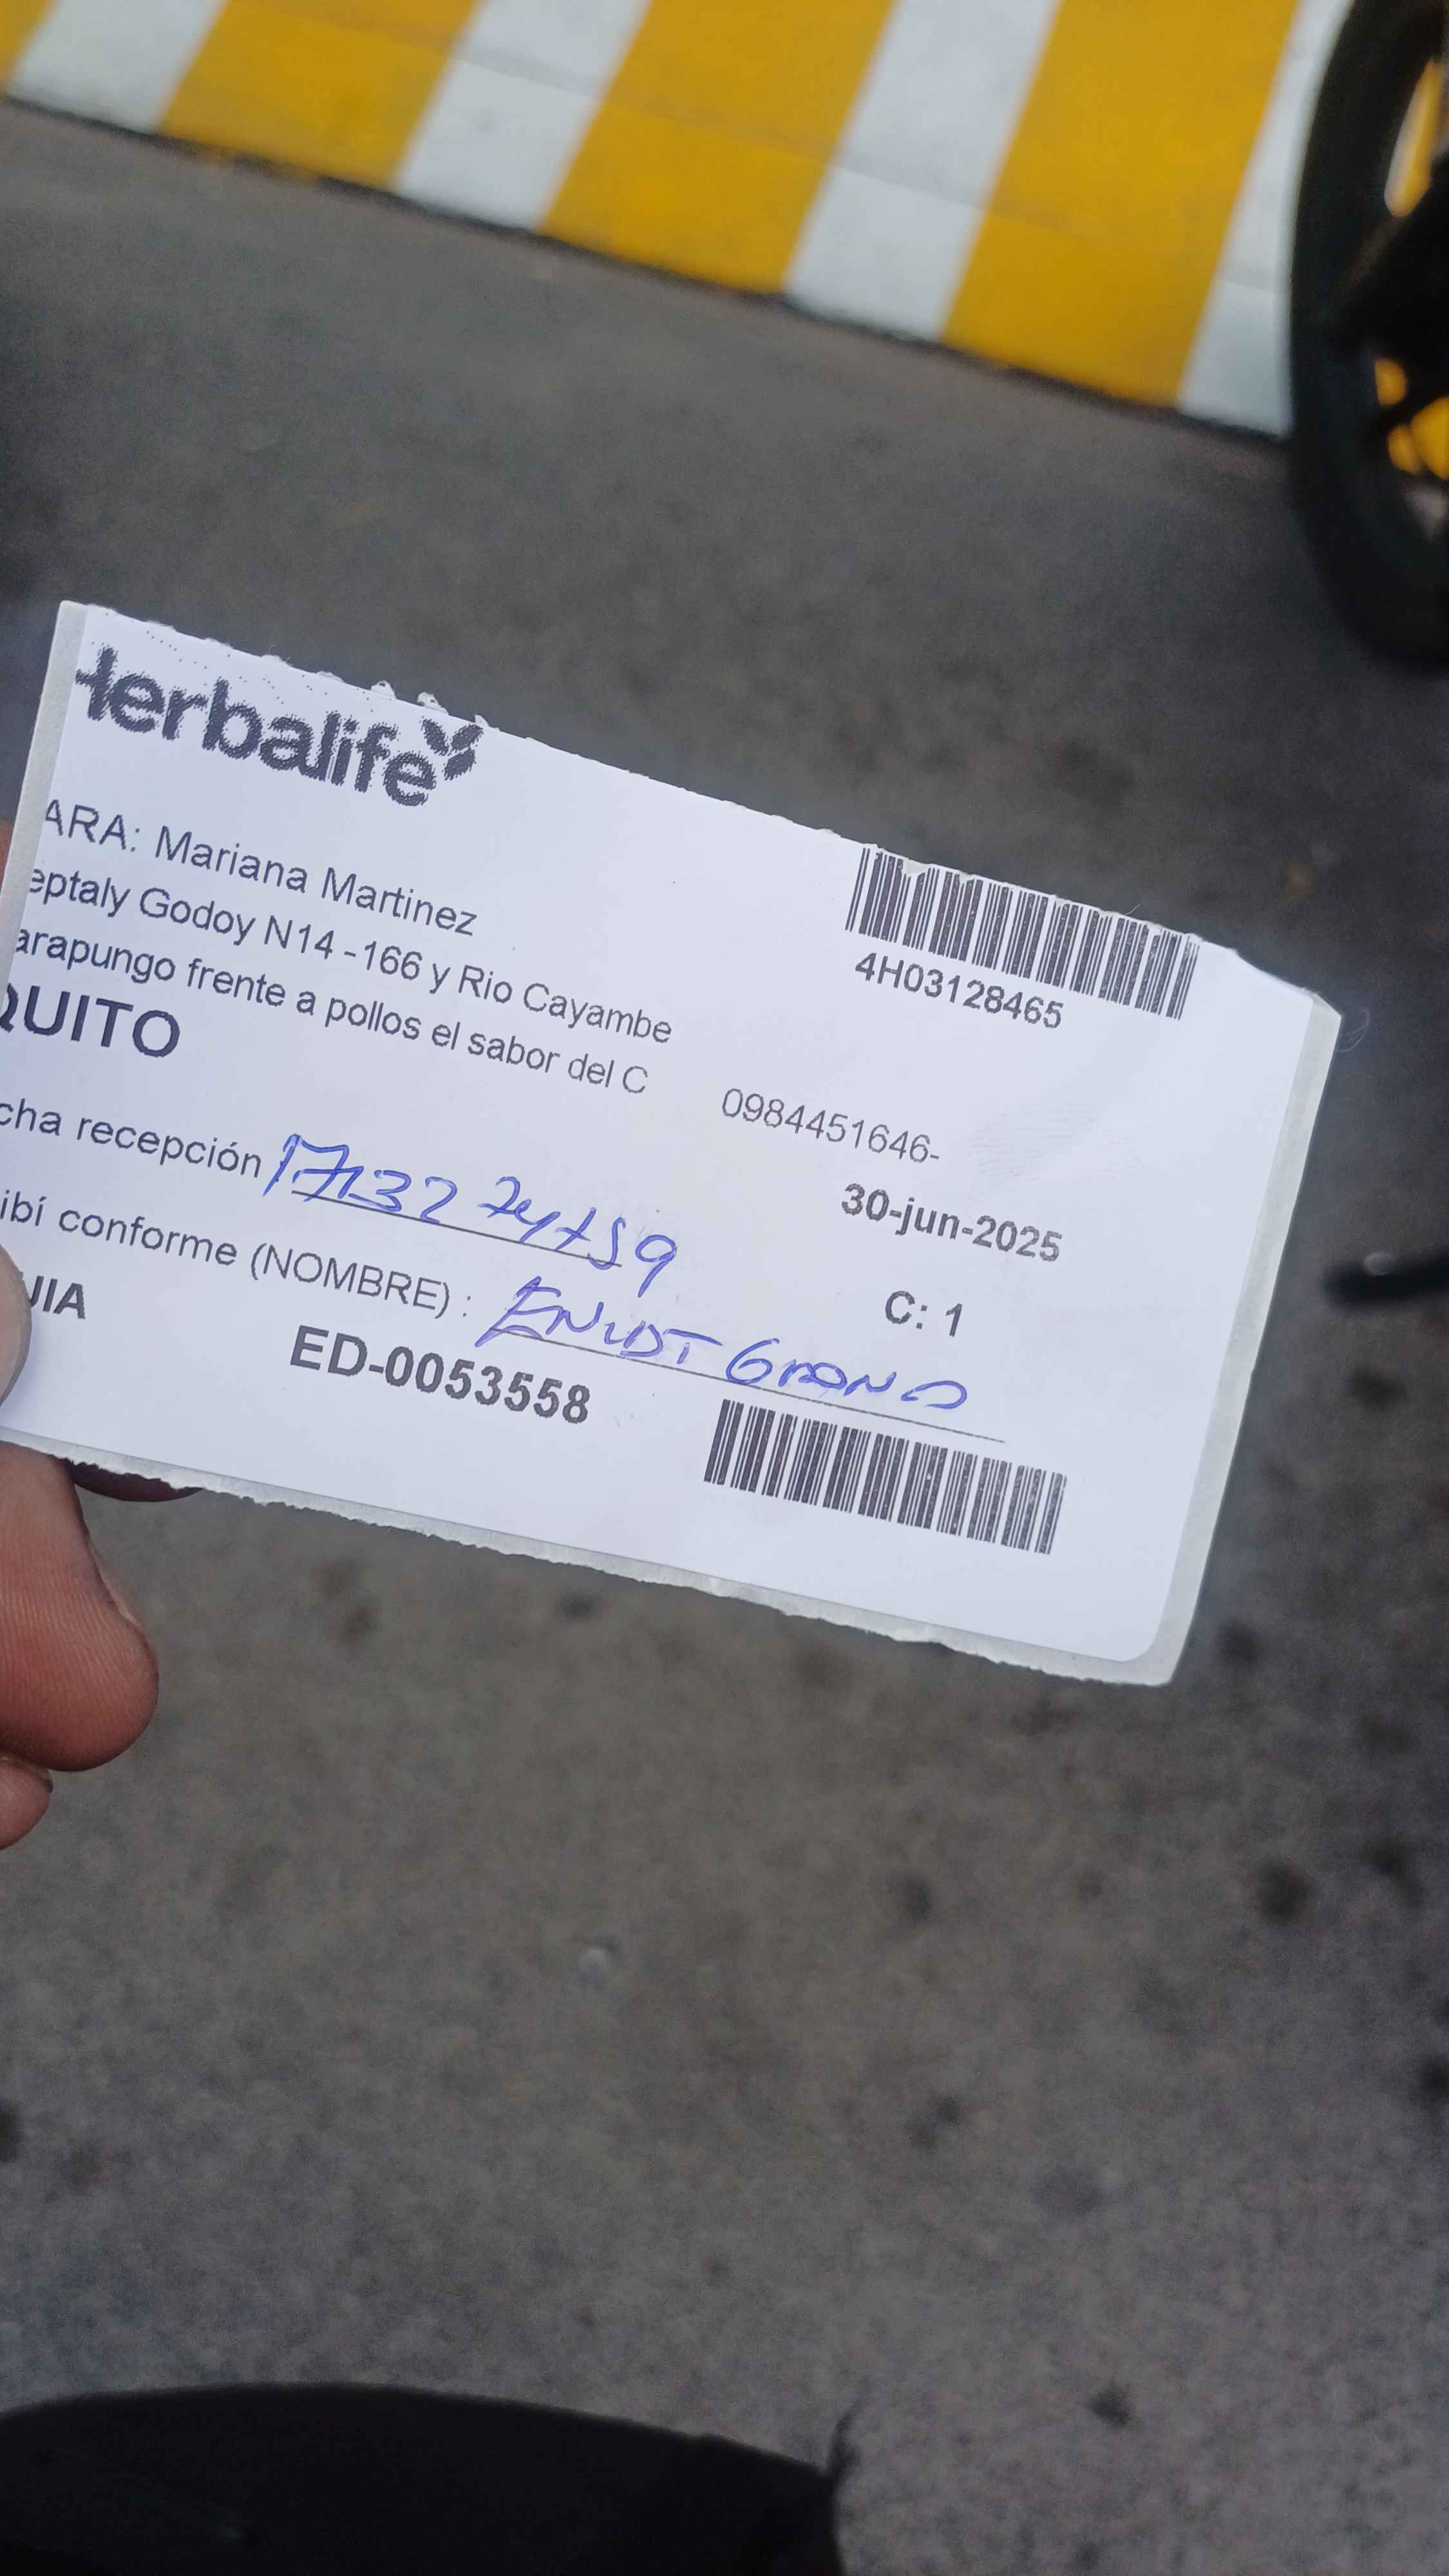 Herbalife
ARA: Mariana Martinez
eptaly Godoy N14 -166 y Rio Cayambe
arapungo frente a pollos el sabor del C
QUITO
4H03128465
0984451646-
30-jun-2025
cha recepción
ibí conforme (NOMBRE) :
C: 1
UIA
ED-0053558